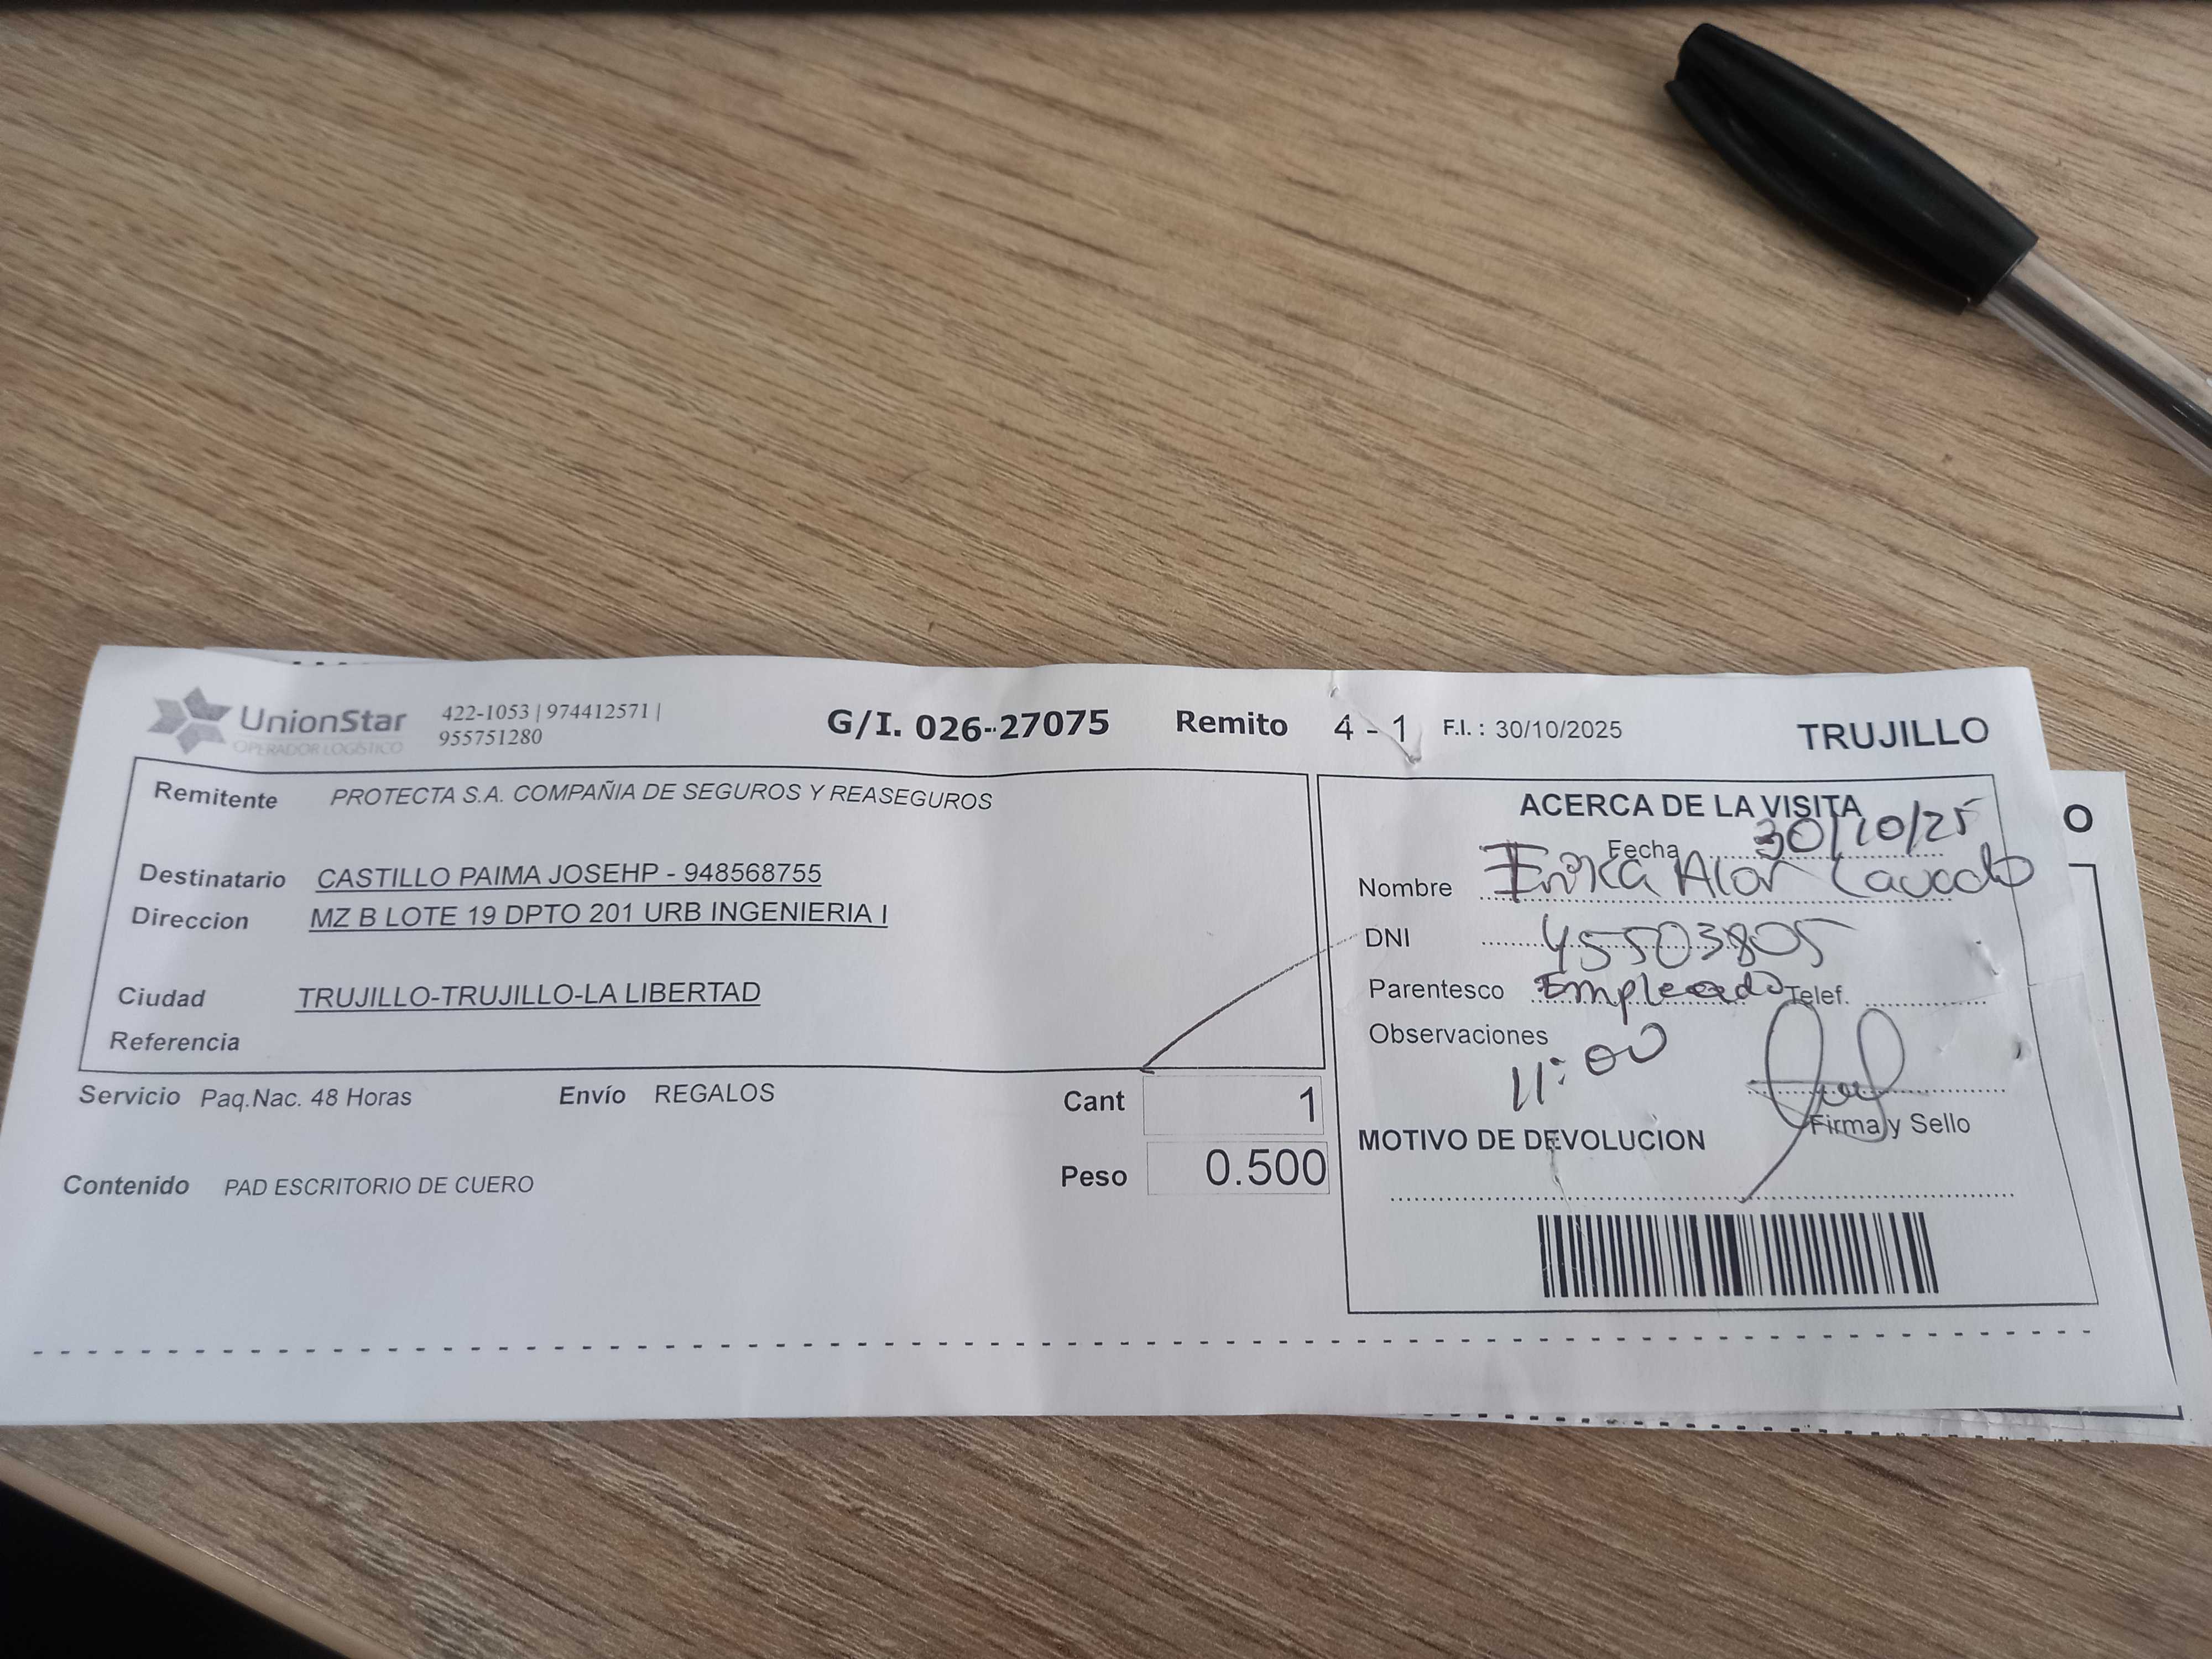 UnionStar
OPERADOR LOGÍSTICO
422-1053 | 974412571 |
955751280
G/I. 026-27075 Remito 4 - 1 F.I. : 30/10/2025 TRUJILLO
Remitente PROTECTA S.A. COMPAÑIA DE SEGUROS Y REASEGUROS
Destinatario CASTILLO PAIMA JOSEHP - 948568755
Direccion MZ B LOTE 19 DPTO 201 URB INGENIERIA I
Ciudad TRUJILLO-TRUJILLO-LA LIBERTAD
Referencia
Servicio Paq.Nac. 48 Horas Envío REGALOS Cant 1
Peso 0.500
Contenido PAD ESCRITORIO DE CUERO
ACERCA DE LA VISITA
Fecha 30/10/25
Nombre Erika Alor Lavado
DNI 45503805
Parentesco Empleado Telef.
Observaciones
11:00
Firma y Sello
MOTIVO DE DEVOLUCION
O